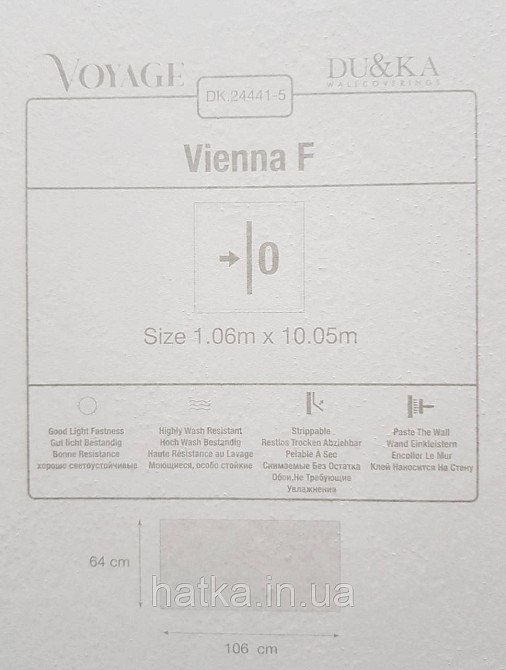 VOYAGE
DU&KA
WALLCOVERINGS
DK.24441-5
Vienna F
0
Size 1.06m x 10.05m
Good Light Fastness
Gut licht Bestandig
Bonne Resistance
хорошо светоустойчивые
Highly Wash Resistant
Hoch Wash Bestandig
Haute Résistance au Lavage
Моющиеся, особо стойкие
Strippable
Restlos Trocken Abziehbar
Pelable A Sec
Снимаемые Без Остатка
Обои,Не Требующие
Увлажнения
Paste The Wall
Wand Einkleistern
Encoller Le Mur
Клей Наносится На Стену
64 cm
hatka.in.ua
106 cm